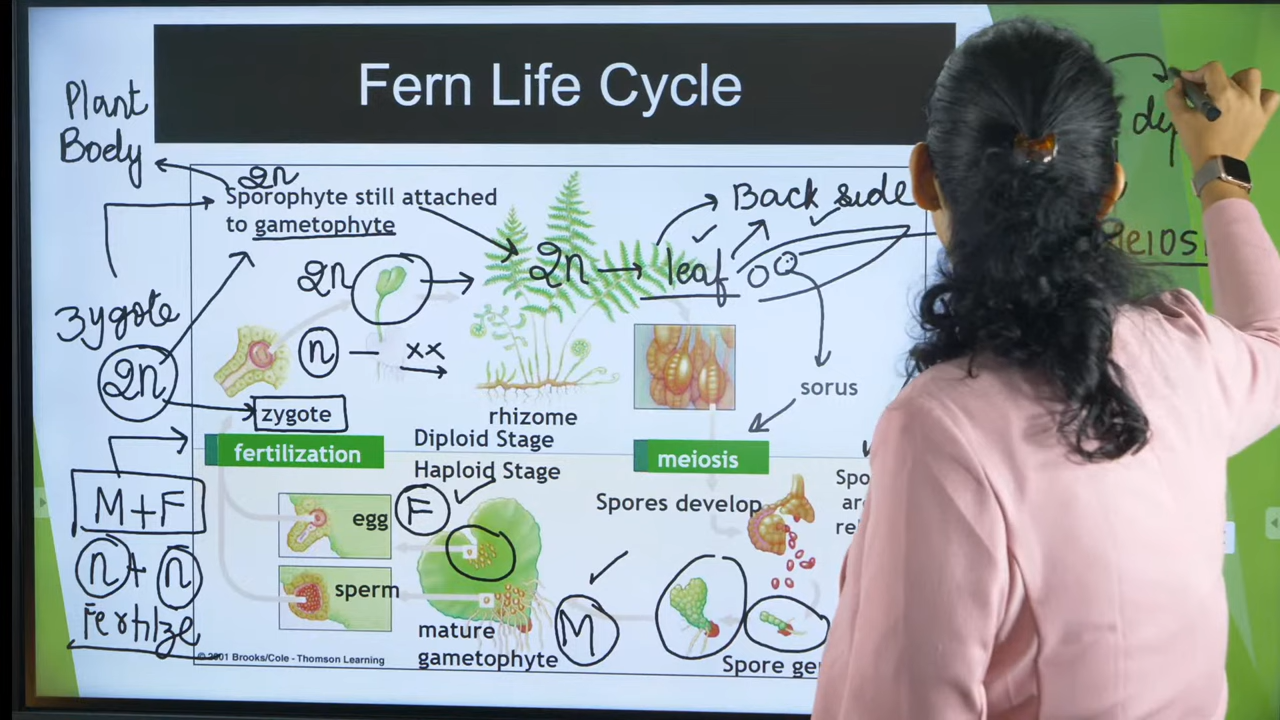 Fern Life Cycle
Plant
Body
2n
Sporophyte still attached
to gametophyte
Back side
2n
leaf
2n
zygote
n — xx
2n
zygote
sorus
rhizome
Diploid Stage
fertilization
meiosis
Haploid Stage
M+F
F
egg
Spores develop
n + n
sperm
Fertilize
M
mature
gametophyte
© 2001 Brooks/Cole - Thomson Learning